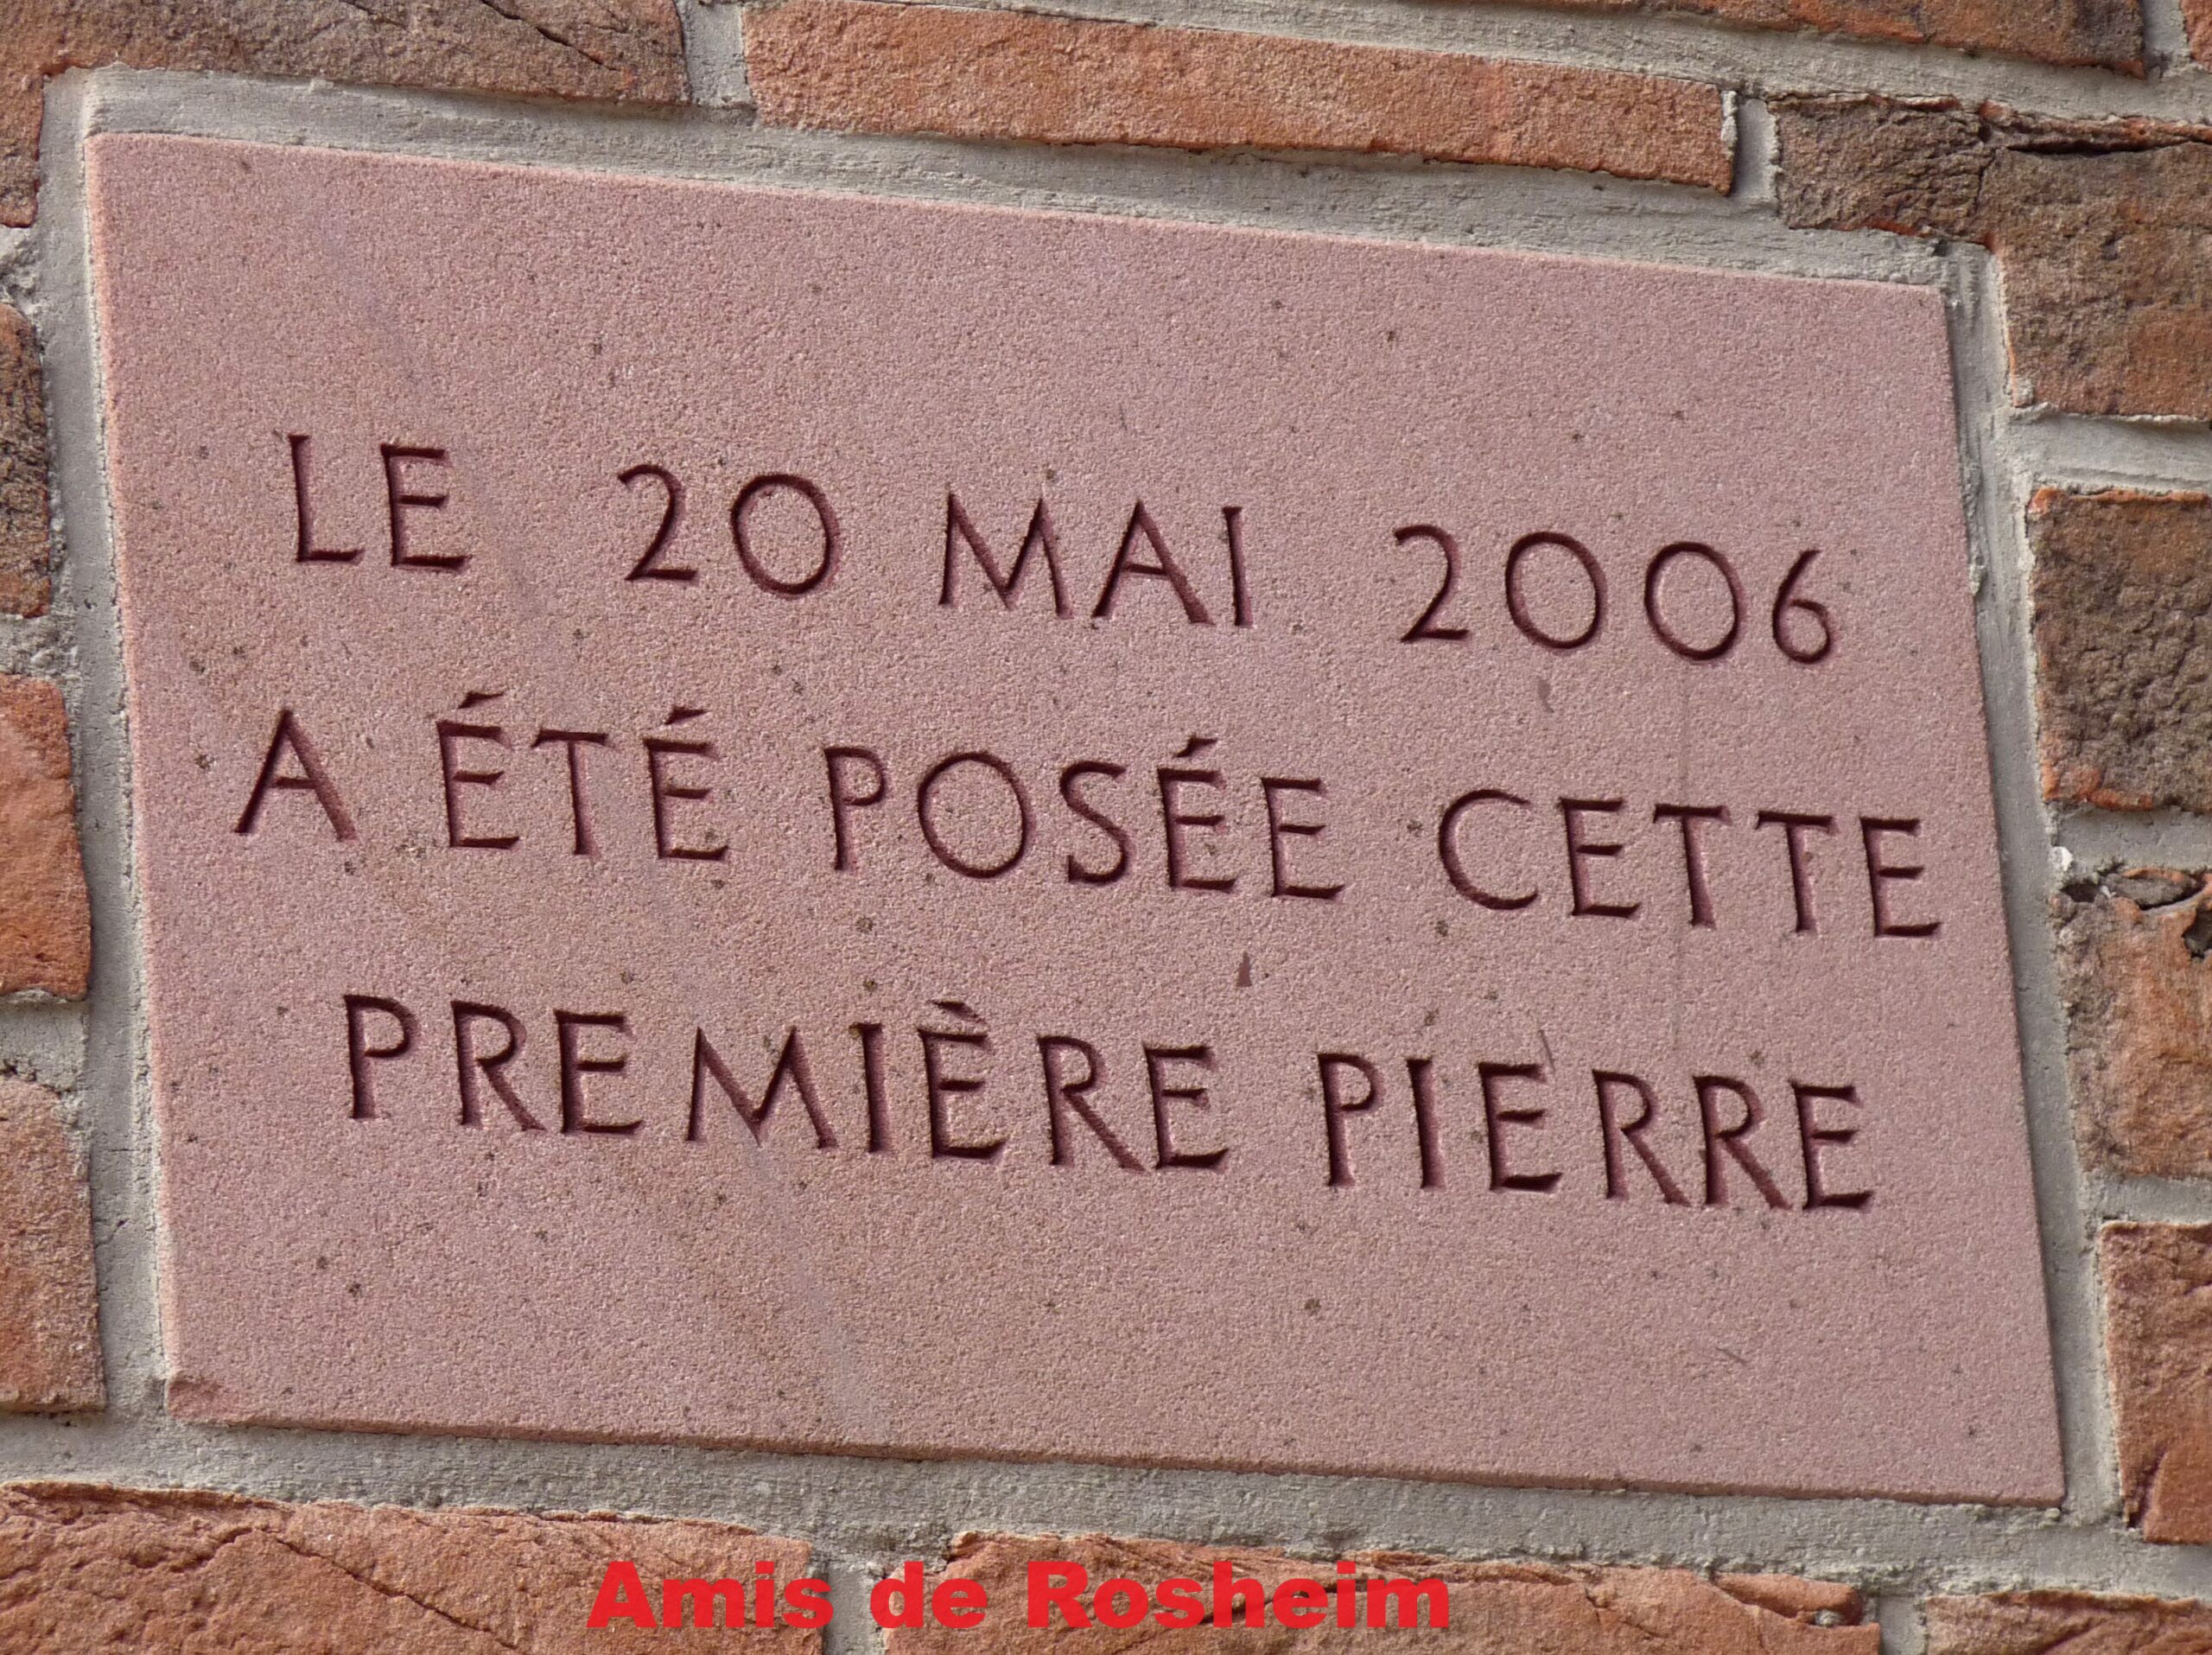 LE 20 MAI 2006
A ÉTÉ POSÉE CETTE
PREMIÈRE PIERRE
Amis de Rosheim